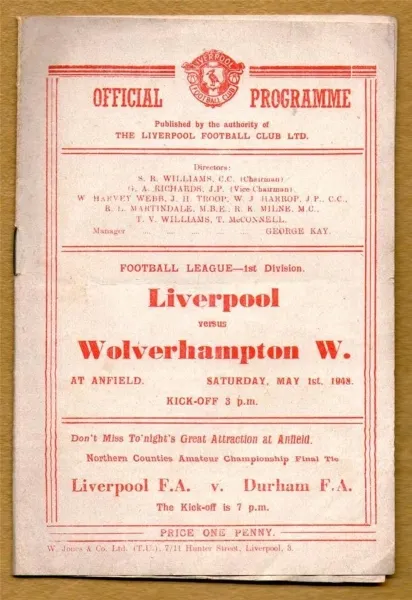 LIVERPOOL
FOOTBALL CLUB
OFFICIAL PROGRAMME
Published by the authority of
THE LIVERPOOL FOOTBALL CLUB LTD.
Directors:
S. R. WILLIAMS, C.C. (Chairman)
G. A. RICHARDS, J.P. (Vice-Chairman)
W. HARVEY WEBB, J. H. TROOP, W. J. HARROP, J.P., C.C.,
R. L. MARTINDALE, M.B.E., R. K. MILNE, M.C.,
T. V. WILLIAMS, T. McCONNELL.
Manager .... .... .... .... .... GEORGE KAY.
FOOTBALL LEAGUE—1st Division.
Liverpool
versus
Wolverhampton W.
AT ANFIELD. SATURDAY, MAY 1st, 1948.
KICK-OFF 3 p.m.
Don't Miss To'night's Great Attraction at Anfield.
Northern Counties Amateur Championship Final Tie
Liverpool F.A. v. Durham F.A.
The Kick-off is 7 p.m.
PRICE ONE PENNY.
W. Jones & Co. Ltd. (T.U.), 7/11 Hunter Street, Liverpool, 3.